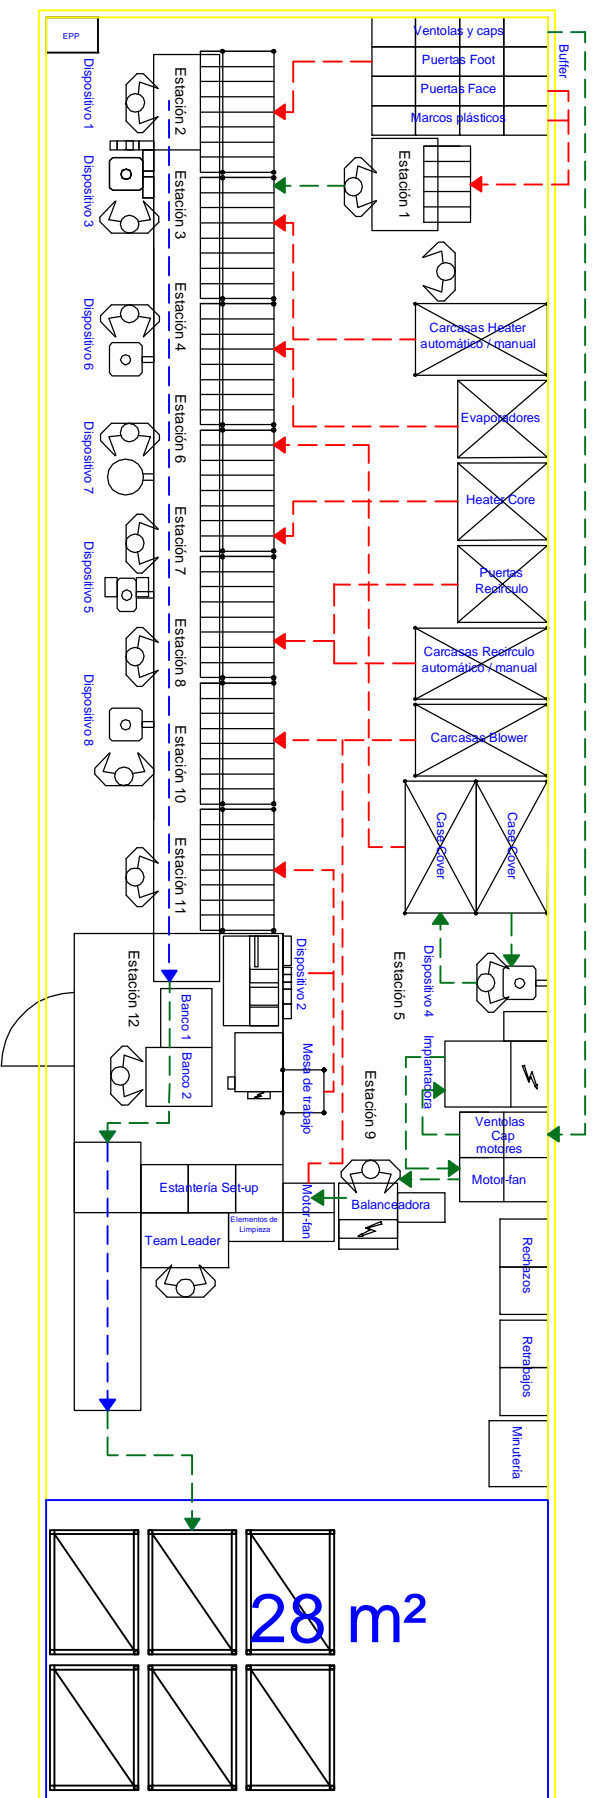 EPP
Ventolas y caps
Puertas Foot
Puertas Face
Marcos plásticos
Buffer
Dispositivo 1
Estación 2
Estación 1
Dispositivo 3
Estación 3
Dispositivo 6
Estación 4
Carcasas Heater
automático / manual
Evaporadores
Dispositivo 7
Estación 6
Heater Core
Dispositivo 5
Estación 7
Puertas
Recirculo
Estación 8
Carcasas Recirculo
automático / manual
Dispositivo 8
Estación 10
Carcasas Blower
Estación 11
Case Cover
Case Cover
Estación 12
Dispositivo 2
Estación 5
Dispositivo 4
Banco 1
Banco 2
Mesa de trabajo
Estación 9
Implantadora
Ventolas
Cap
motores
Motor-fan
Estantería Set-up
Motor-fan
Balanceadora
Elementos de
Limpieza
Team Leader
Rechazos
Retrabajos
Minutería
28 m²